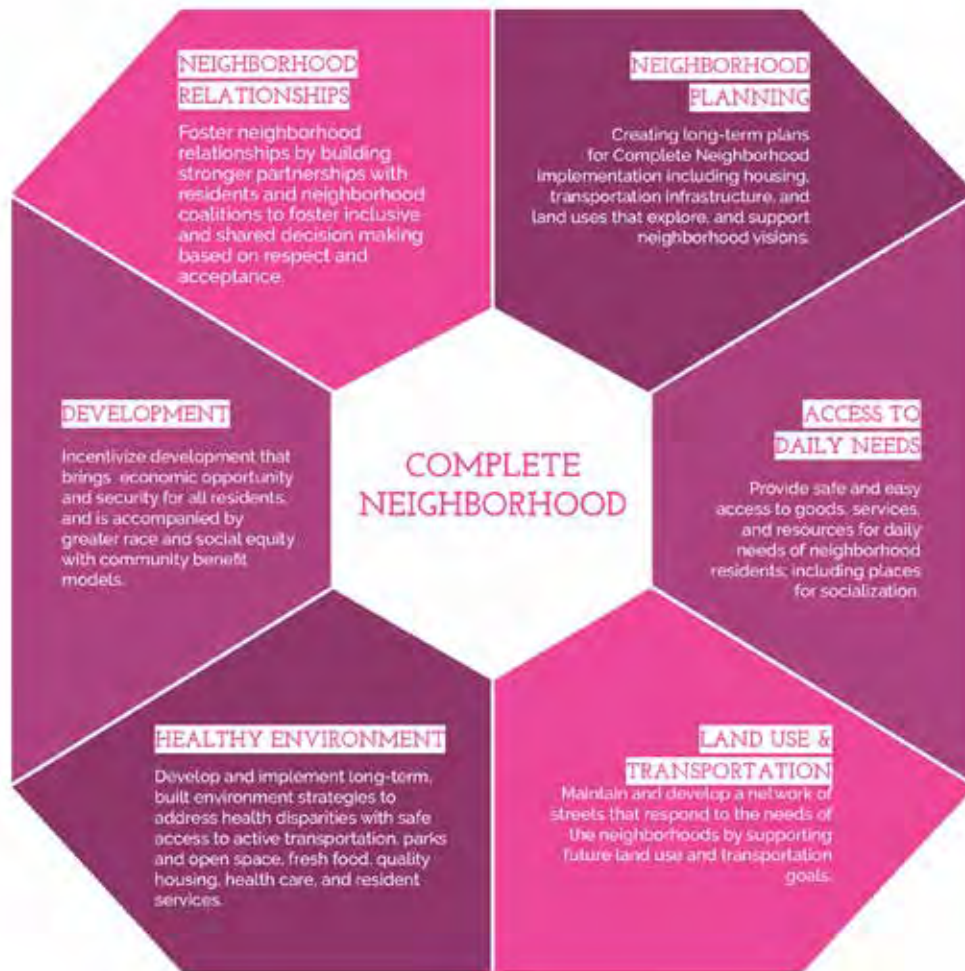 NEIGHBORHOOD
RELATIONSHIPS
Foster neighborhood
relationships by building
stronger partnerships with
residents and neighborhood
coalitions to foster inclusive
and shared decision making
based on respect and
acceptance.
NEIGHBORHOOD
PLANNING
Creating long-term plans
for Complete Neighborhood
implementation including housing,
transportation infrastructure, and
land uses that explore, and support
neighborhood visions.
DEVELOPMENT
Incentivize development that
brings economic opportunity
and security for all residents,
and is accompanied by
greater race and social equity
with community benefit
models.
COMPLETE
NEIGHBORHOOD
ACCESS TO
DAILY NEEDS
Provide safe and easy
access to goods, services,
and resources for daily
needs of neighborhood
residents; including places
for socialization.
HEALTHY ENVIRONMENT
Develop and implement long-term,
built environment strategies to
address health disparities with safe
access to active transportation, parks
and open space, fresh food, quality
housing, health care, and resident
services.
LAND USE &
TRANSPORTATION
Maintain and develop a network of
streets that respond to the needs of
the neighborhoods by supporting
future land use and transportation
goals.